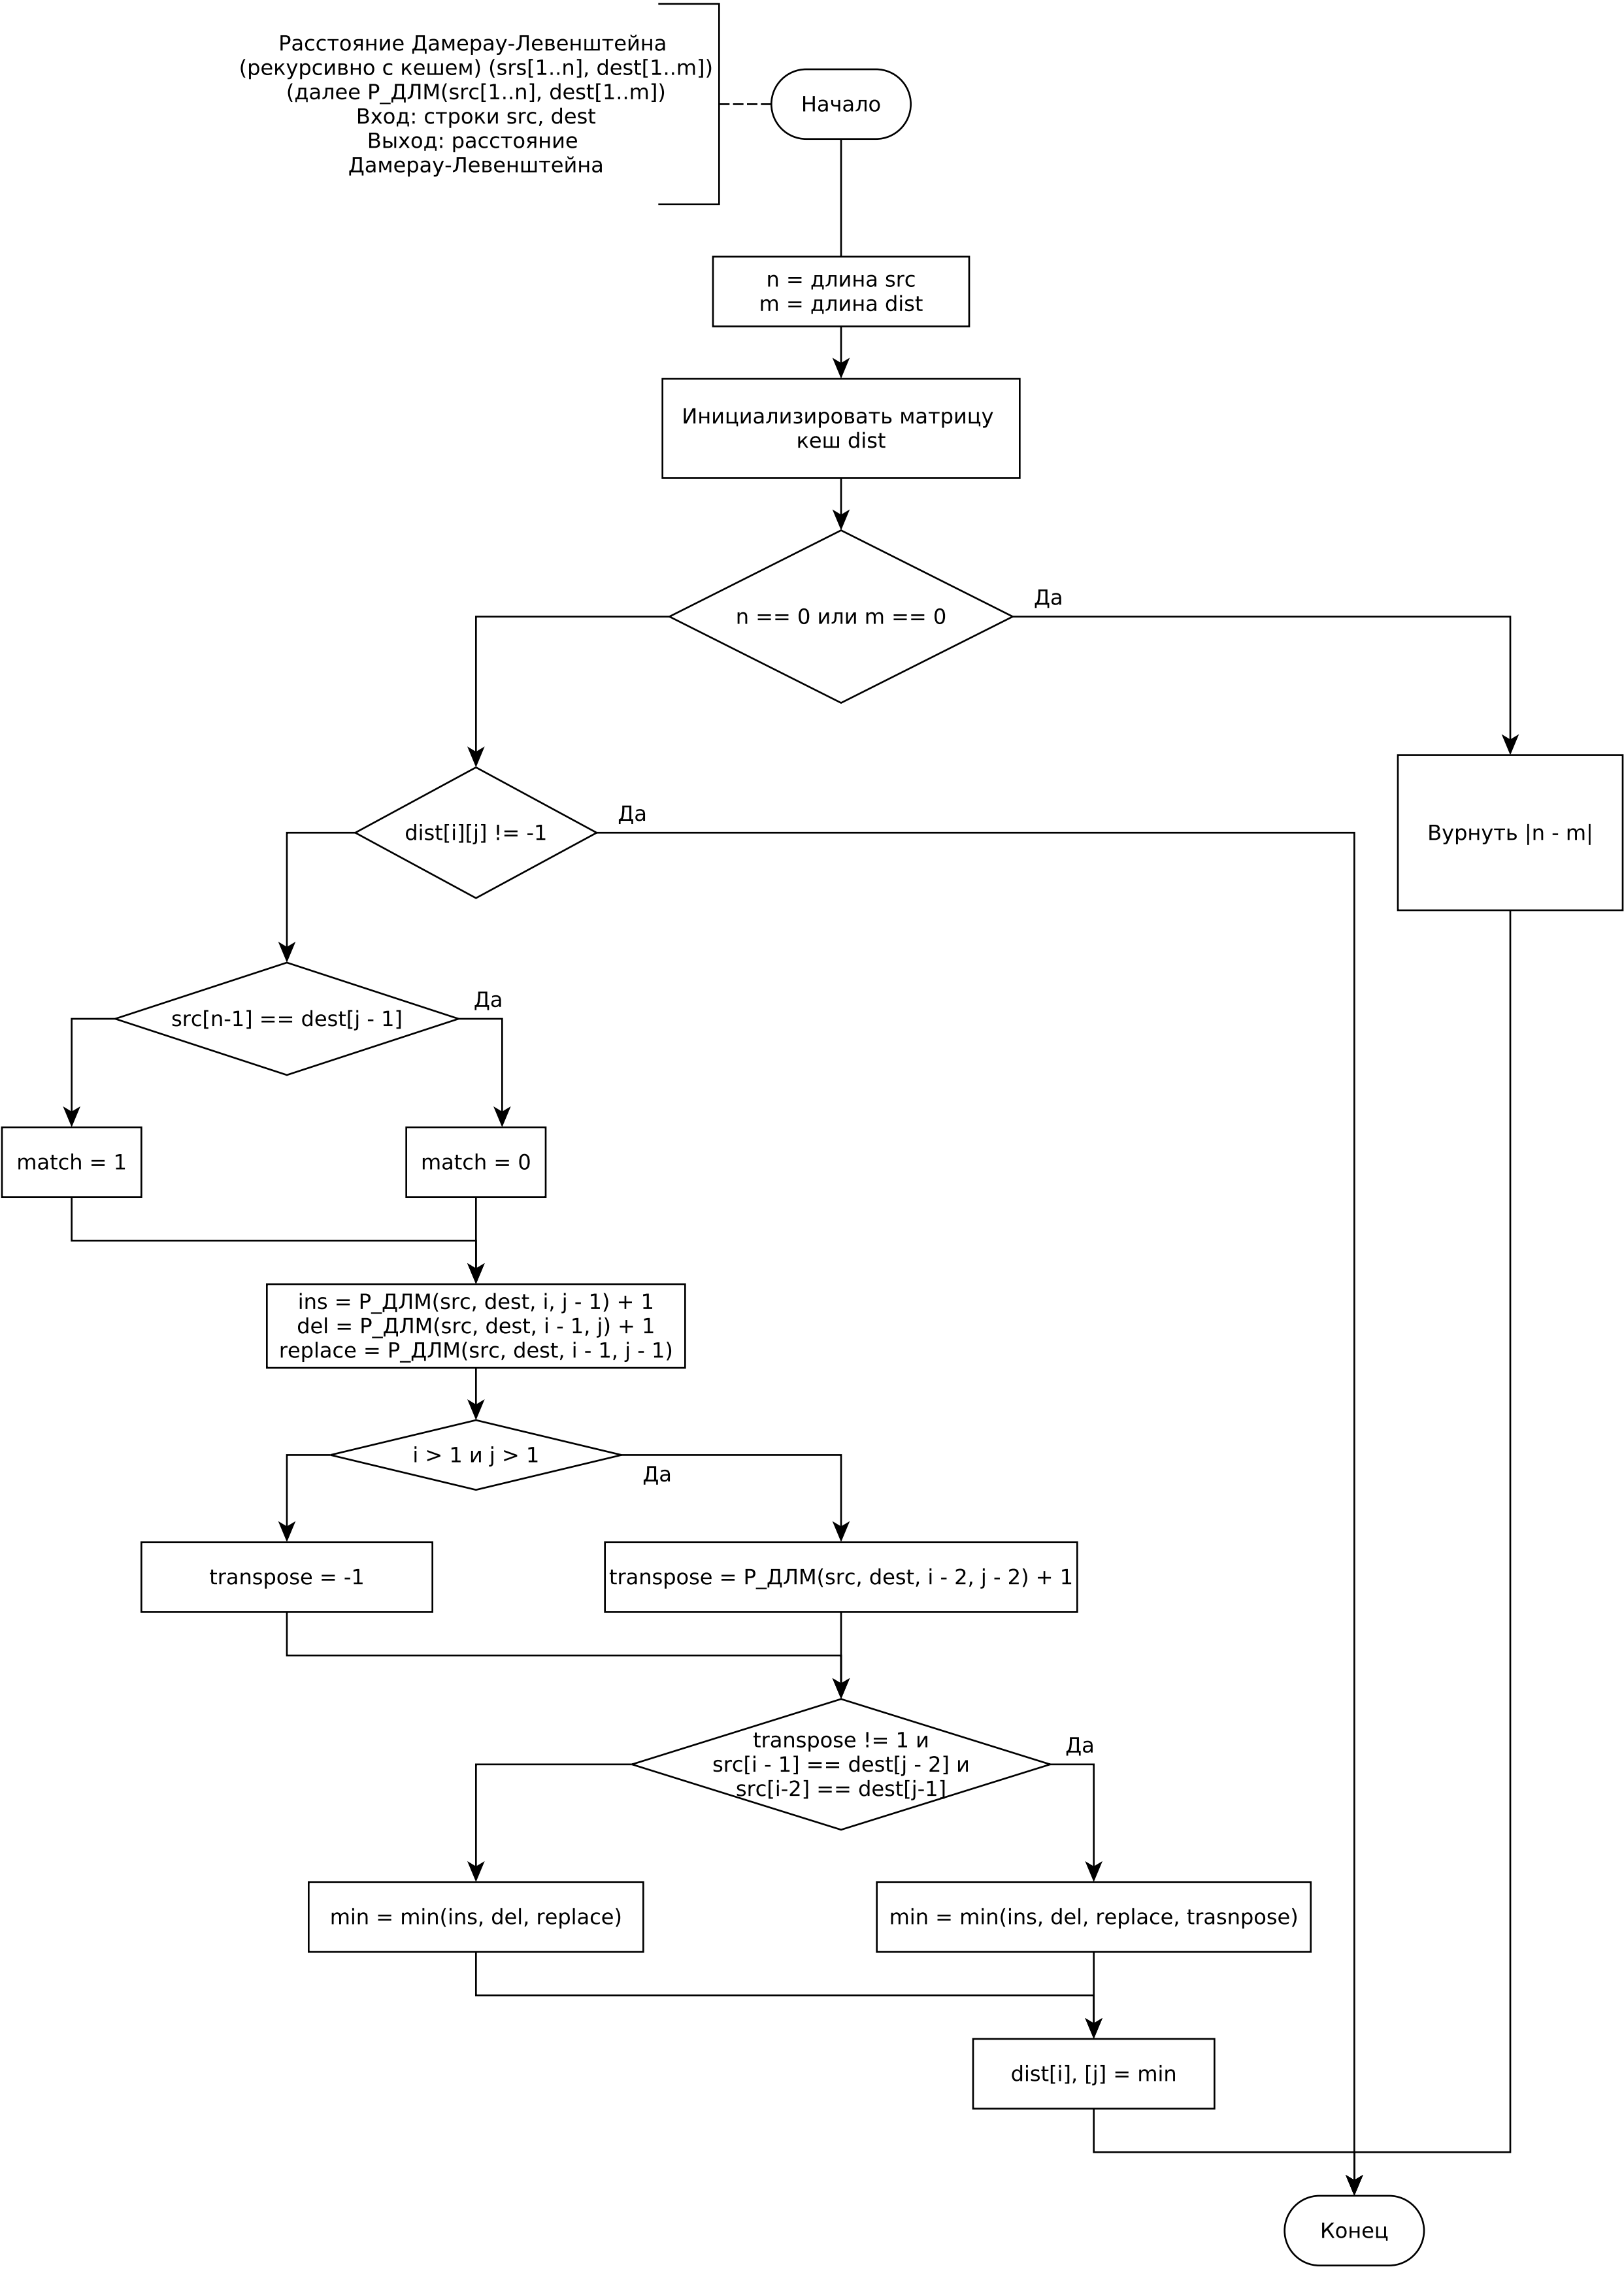 Расстояние Дамерау-Левенштейна
(рекурсивно с кешем) (srs[1..n], dest[1..m])
(далее Р_ДЛМ(src[1..n], dest[1..m])
Вход: строки src, dest
Выход: расстояние
Дамерау-Левенштейна
Начало
n = длина src
m = длина dist
Инициализировать матрицу
кеш dist
n == 0 или m == 0
Да
dist[i][j] != -1
Да
Вурнуть |n - m|
src[n-1] == dest[j - 1]
Да
match = 1
match = 0
ins = Р_ДЛМ(src, dest, i, j - 1) + 1
del = Р_ДЛМ(src, dest, i - 1, j) + 1
replace = Р_ДЛМ(src, dest, i - 1, j - 1)
i > 1 и j > 1
Да
transpose = -1
transpose = Р_ДЛМ(src, dest, i - 2, j - 2) + 1
transpose != 1 и
src[i - 1] == dest[j - 2] и
src[i-2] == dest[j-1]
Да
min = min(ins, del, replace)
min = min(ins, del, replace, trasnpose)
dist[i], [j] = min
Конец